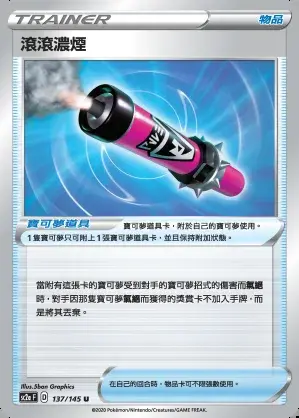 TRAINER 物品
滾滾濃煙
寶可夢道具 寶可夢道具卡，附於自己的寶可夢使用。
1隻寶可夢只可附上1張寶可夢道具卡，並且保持附加狀態。
當附有這張卡的寶可夢受到對手的寶可夢招式的傷害而氣絕
時，對手因那隻寶可夢氣絕而獲得的獎賞卡不加入手牌，而
是將其丟棄。
Illus.5ban Graphics
sc2a F 137/145 U
在自己的回合時，物品卡可不限張數使用。
©2020 Pokémon/Nintendo/Creatures/GAME FREAK.